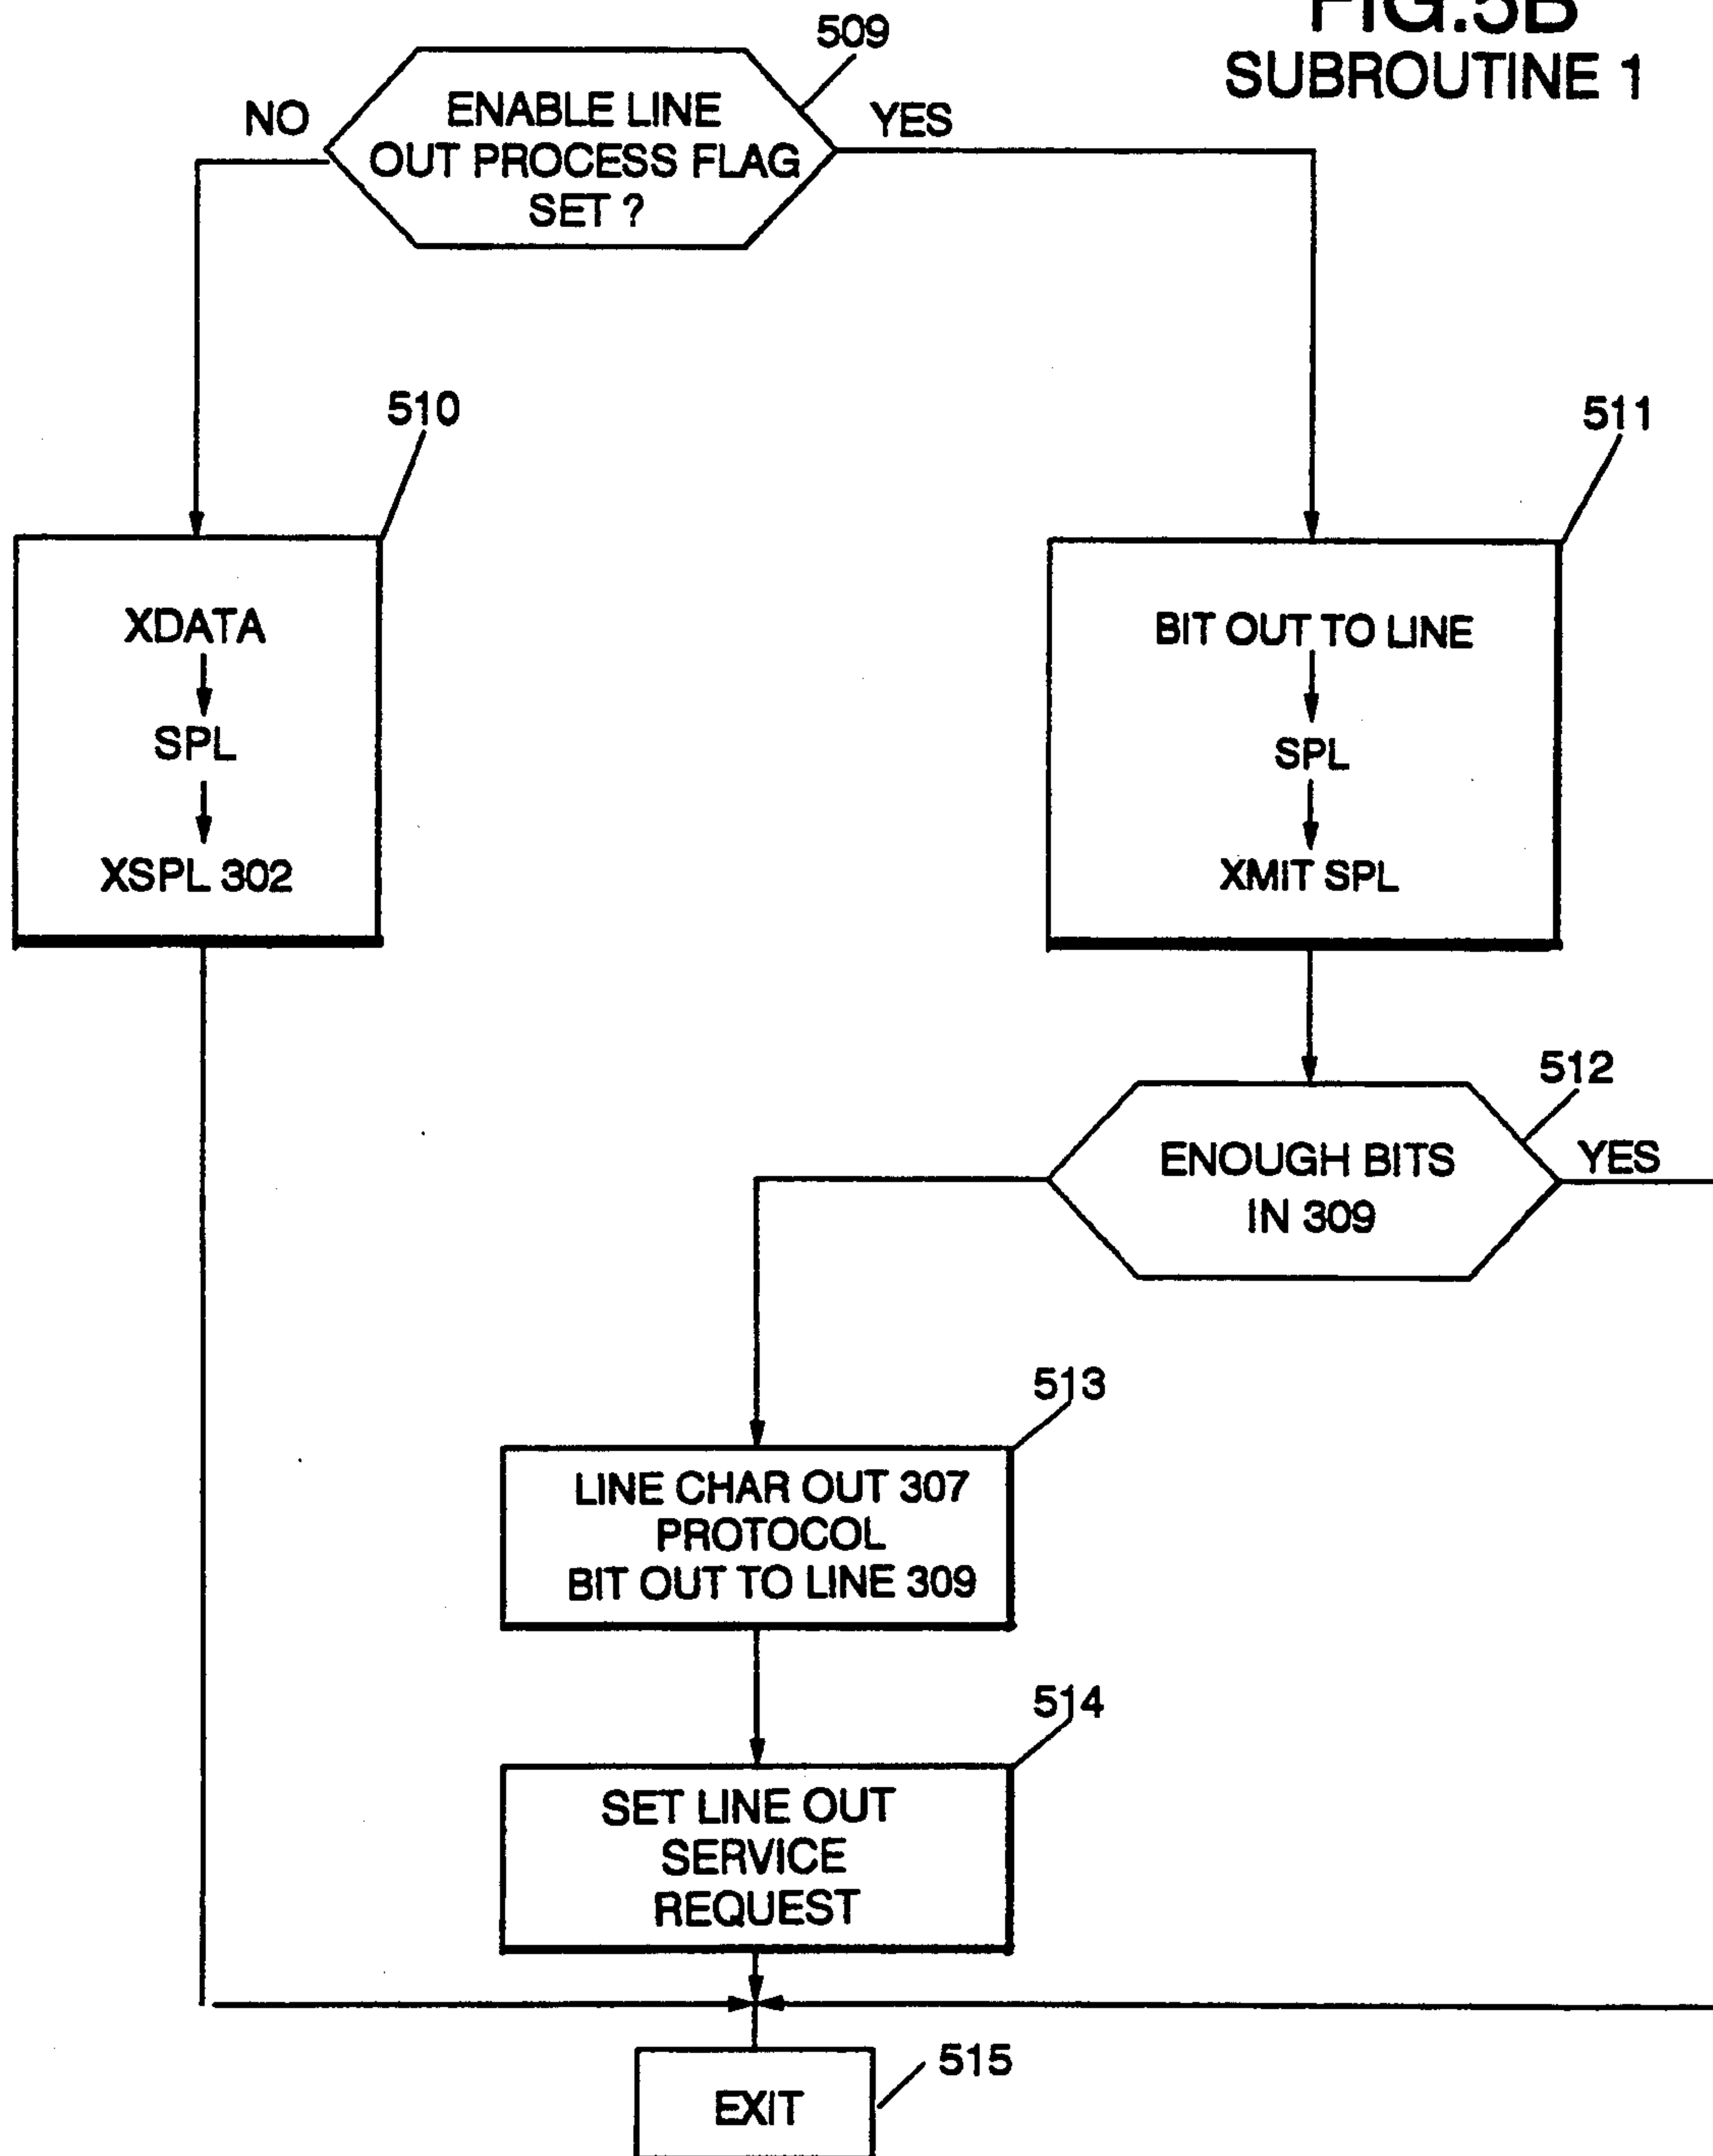 FIG.5B
SUBROUTINE 1
509
NO
ENABLE LINE
OUT PROCESS FLAG
SET ?
YES
510
511
XDATA
SPL
XSPL 302
BIT OUT TO LINE
SPL
XMIT SPL
512
ENOUGH BITS
IN 309
YES
513
LINE CHAR OUT 307
PROTOCOL
BIT OUT TO LINE 309
514
SET LINE OUT
SERVICE
REQUEST
515
EXIT